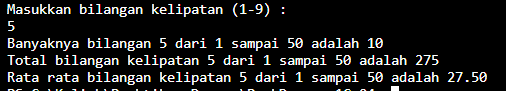 Masukkan bilangan kelipatan (1-9) :
5
Banyaknya bilangan 5 dari 1 sampai 50 adalah 10
Total bilangan kelipatan 5 dari 1 sampai 50 adalah 275
Rata rata bilangan kelipatan 5 dari 1 sampai 50 adalah 27.50